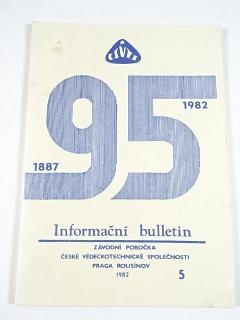 ČSVTS
1982
95
1887
Informační bulletin
ZÁVODNÍ POBOČKA
ČESKÉ VĚDECKOTECHNICKÉ SPOLEČNOSTI
PRAGA ROUSÍNOV
1982 5